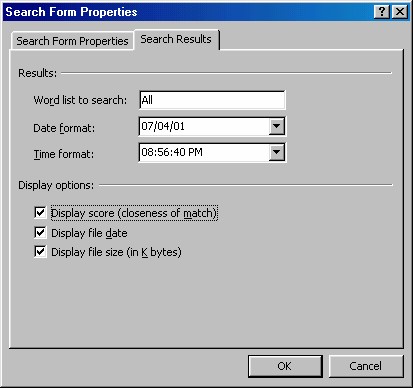 Search Form Properties
Search Form Properties Search Results
Results:
Word list to search: All
Date format: 07/04/01
Time format: 08:56:40 PM
Display options:
Display score (closeness of match)
Display file date
Display file size (in K bytes)
OK Cancel